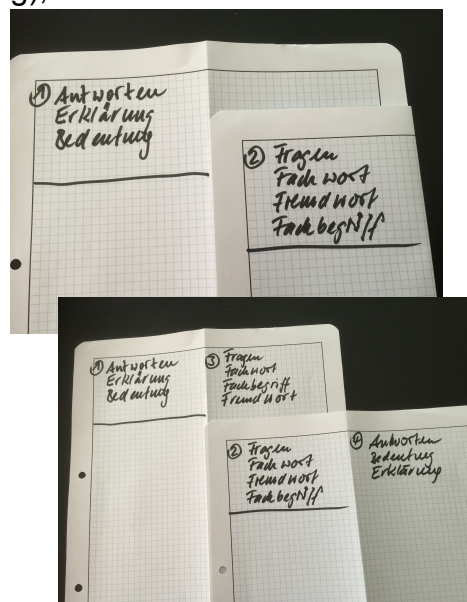 g),
① Antworten
Erklärung
Bedeutung
② Fragen
Fachwort
Fremdwort
Fachbegriff
① Antworten
Erklärung
Bedeutung
③ Fragen
Fachwort
Fachbegriff
Fremdwort
② Fragen
Fachwort
Fremdwort
Fachbegriff
④ Antworten
Bedeutung
Erklärung